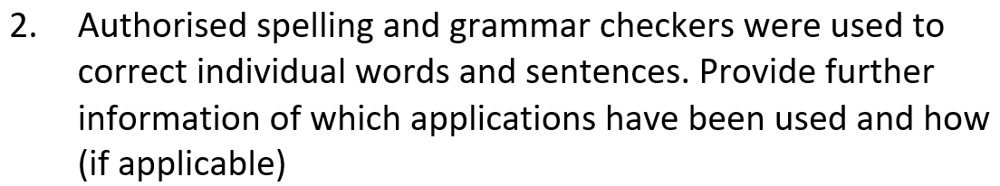 2. Authorised spelling and grammar checkers were used to
correct individual words and sentences. Provide further
information of which applications have been used and how
(if applicable)